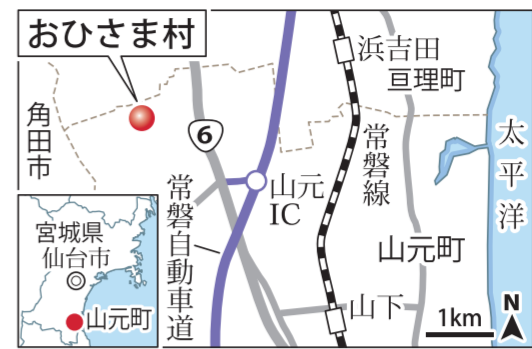 おひさま村
浜吉田
亘理町
角田市
6
太平洋
常磐線
山元
IC
常磐自動車道
山元町
宮城県
仙台市
山元町
山下
1km
N